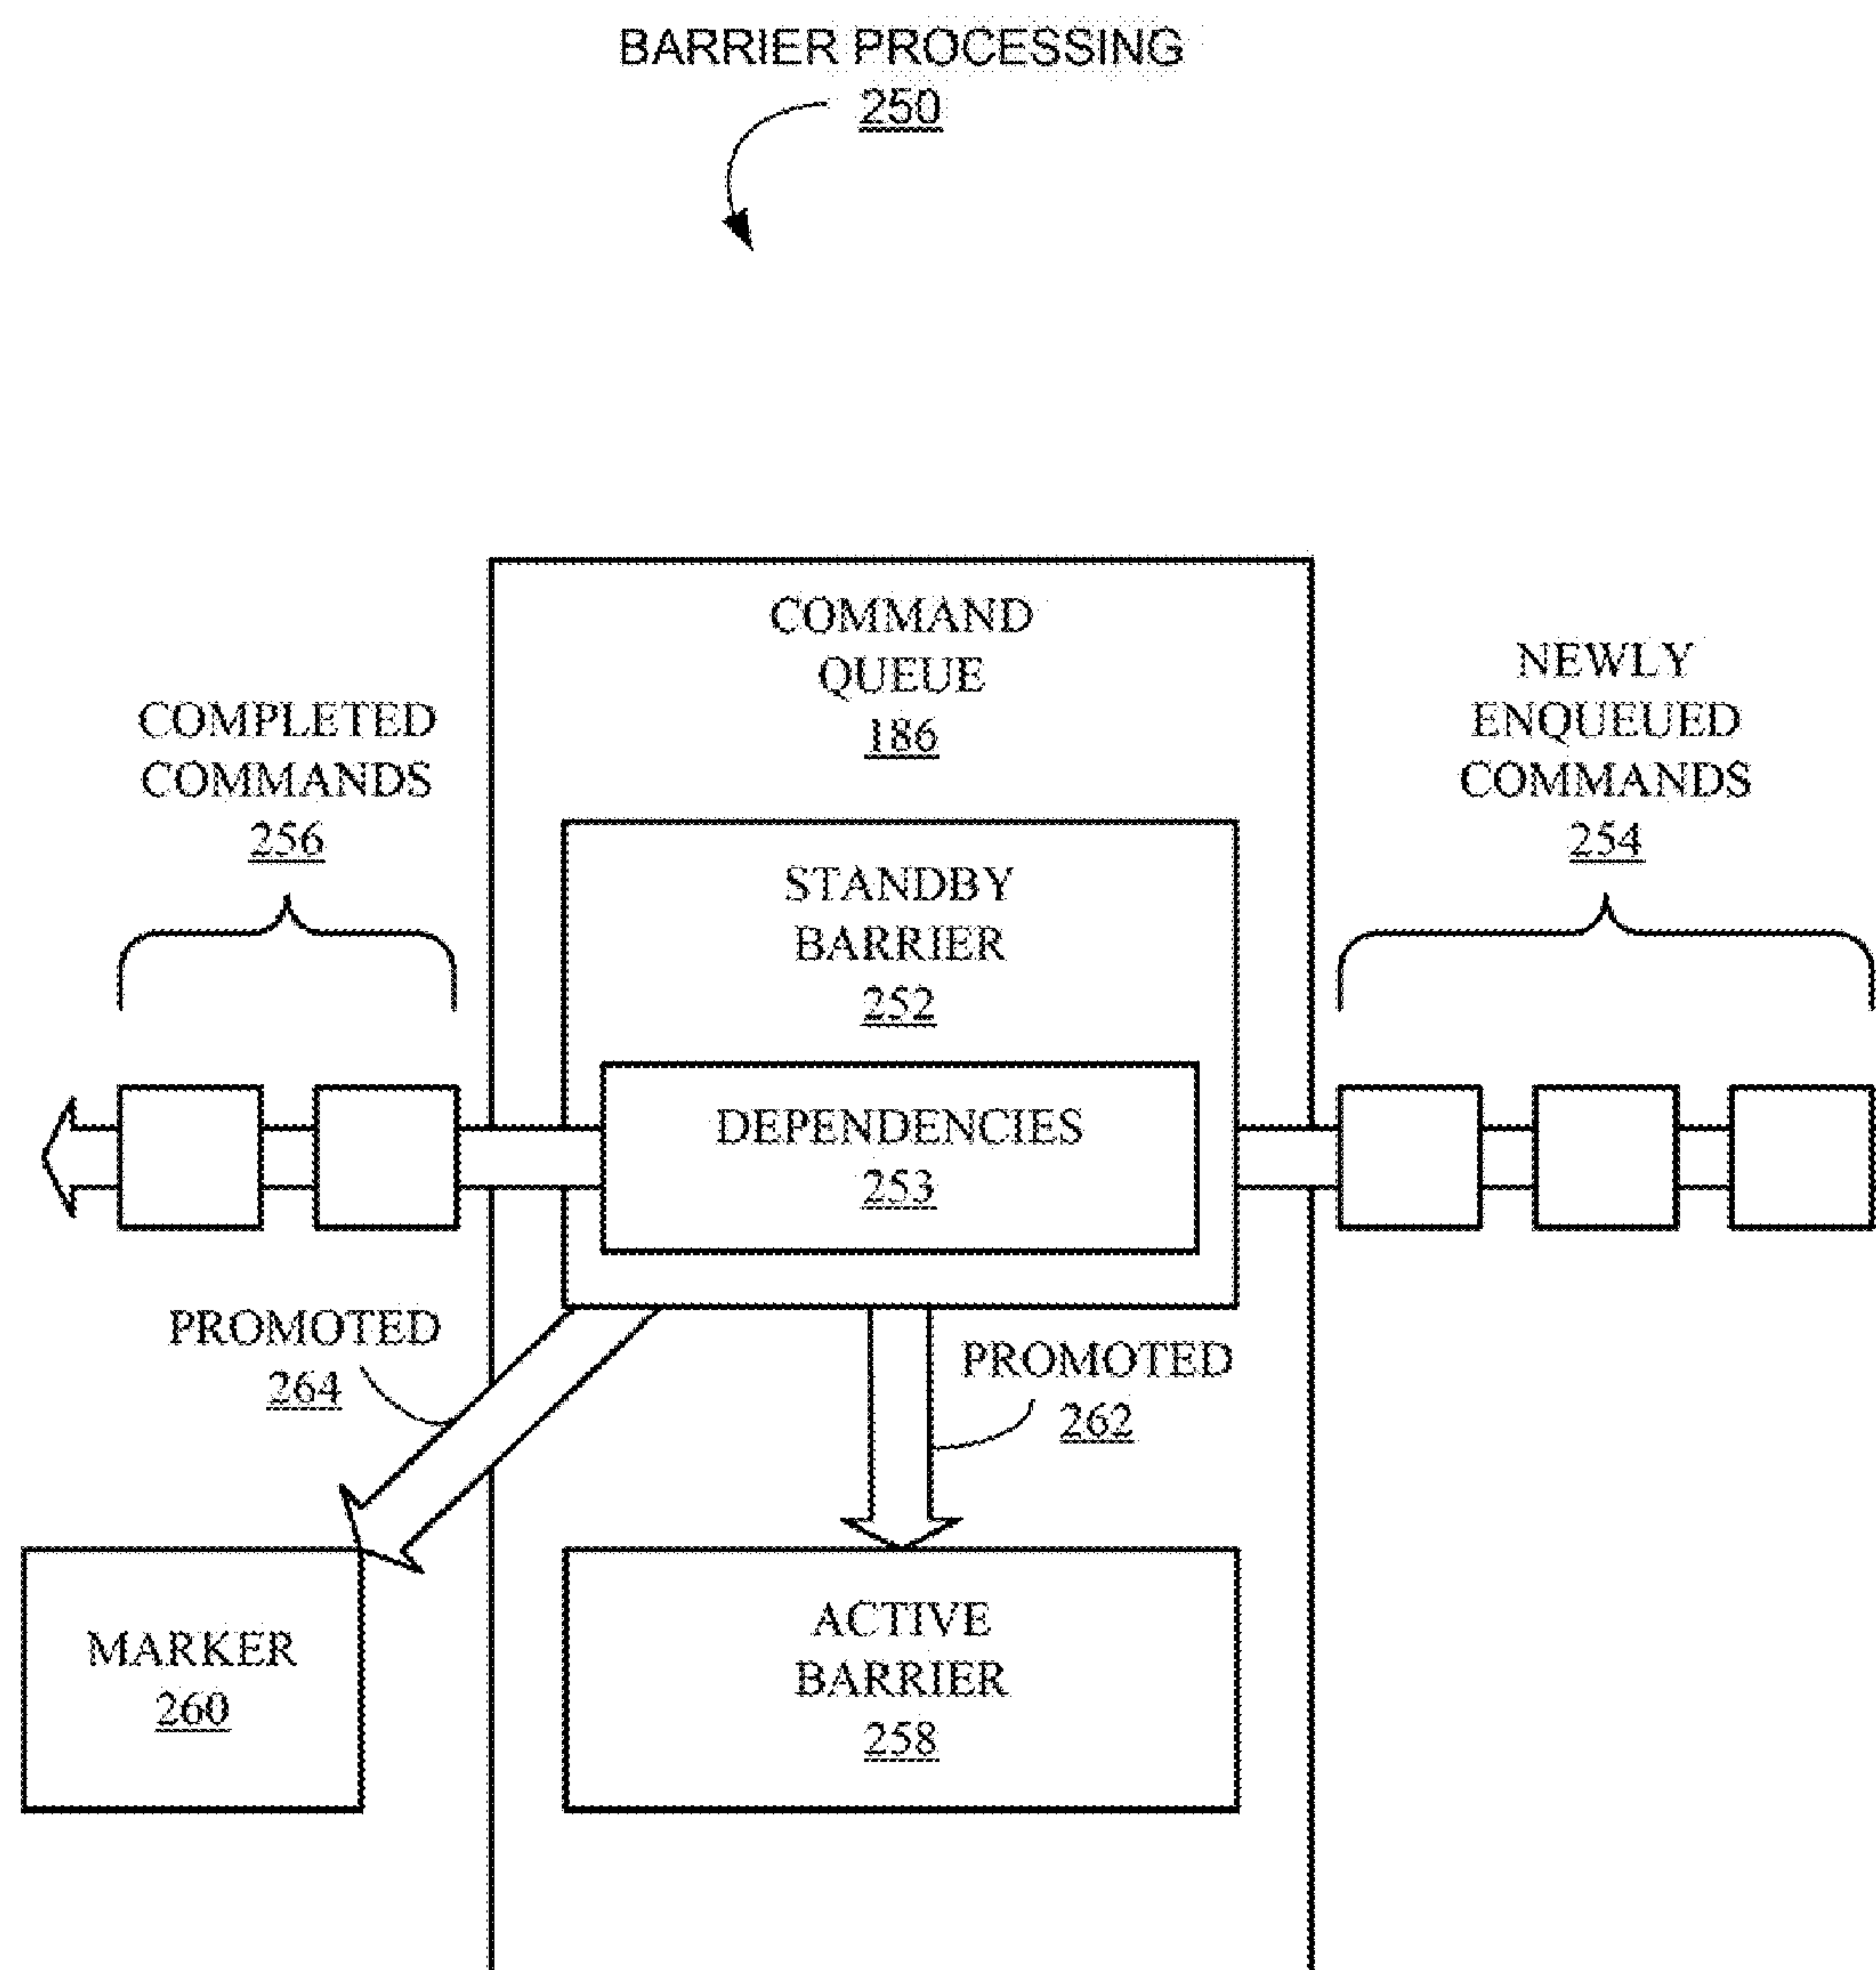 BARRIER PROCESSING
250
COMMAND
QUEUE
186
COMPLETED
COMMANDS
256
NEWLY
ENQUEUED
COMMANDS
254
STANDBY
BARRIER
252
DEPENDENCIES
253
PROMOTED
264
PROMOTED
262
MARKER
260
ACTIVE
BARRIER
258